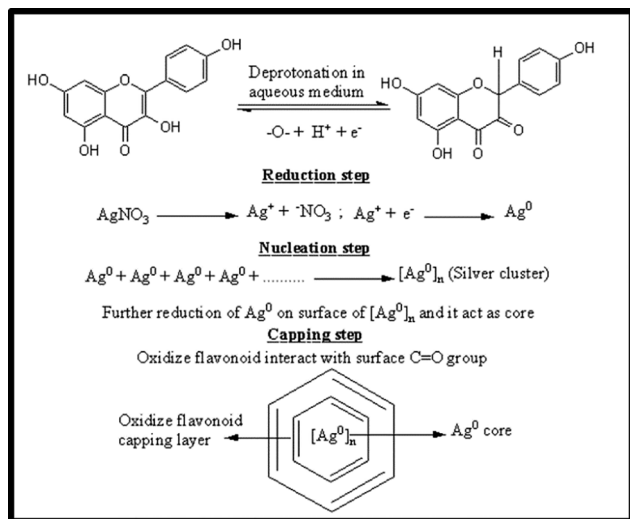 OH
HO
O
OH
OH
O
Deprotonation in
aqueous medium
-O- + H⁺ + e⁻
H
OH
HO
O
O
OH
O
Reduction step
AgNO₃ Ag⁺ + ⁻NO₃ ; Ag⁺ + e⁻ Ag⁰
Nucleation step
Ag⁰ + Ag⁰ + Ag⁰ + Ag⁰ + .......... [Ag⁰]ₙ (Silver cluster)
Further reduction of Ag⁰ on surface of [Ag⁰]ₙ and it act as core
Capping step
Oxidize flavonoid interact with surface C=O group
Oxidize flavonoid
capping layer
[Ag⁰]ₙ
Ag⁰ core